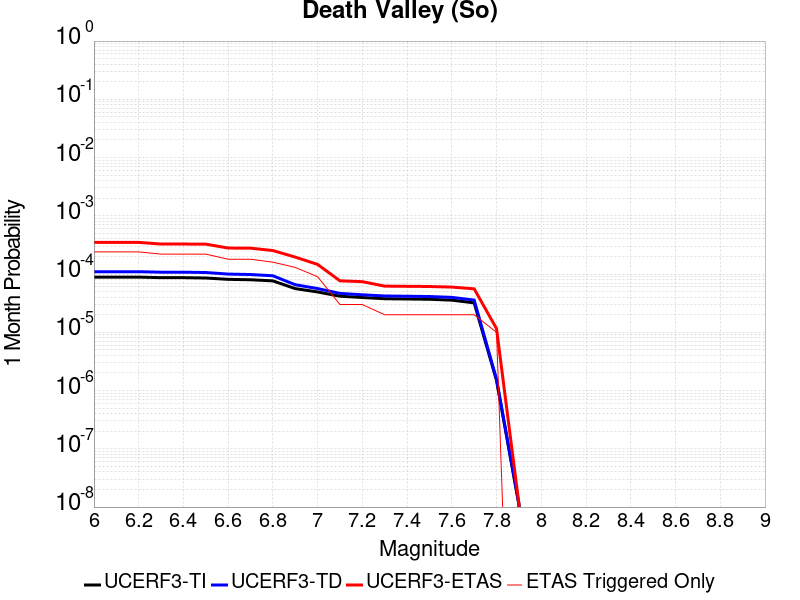 Death Valley (So)
10^0
10^-1
10^-2
10^-3
10^-4
10^-5
10^-6
10^-7
10^-8
1 Month Probability
6 6.2 6.4 6.6 6.8 7 7.2 7.4 7.6 7.8 8 8.2 8.4 8.6 8.8 9
Magnitude
UCERF3-TI UCERF3-TD UCERF3-ETAS ETAS Triggered Only